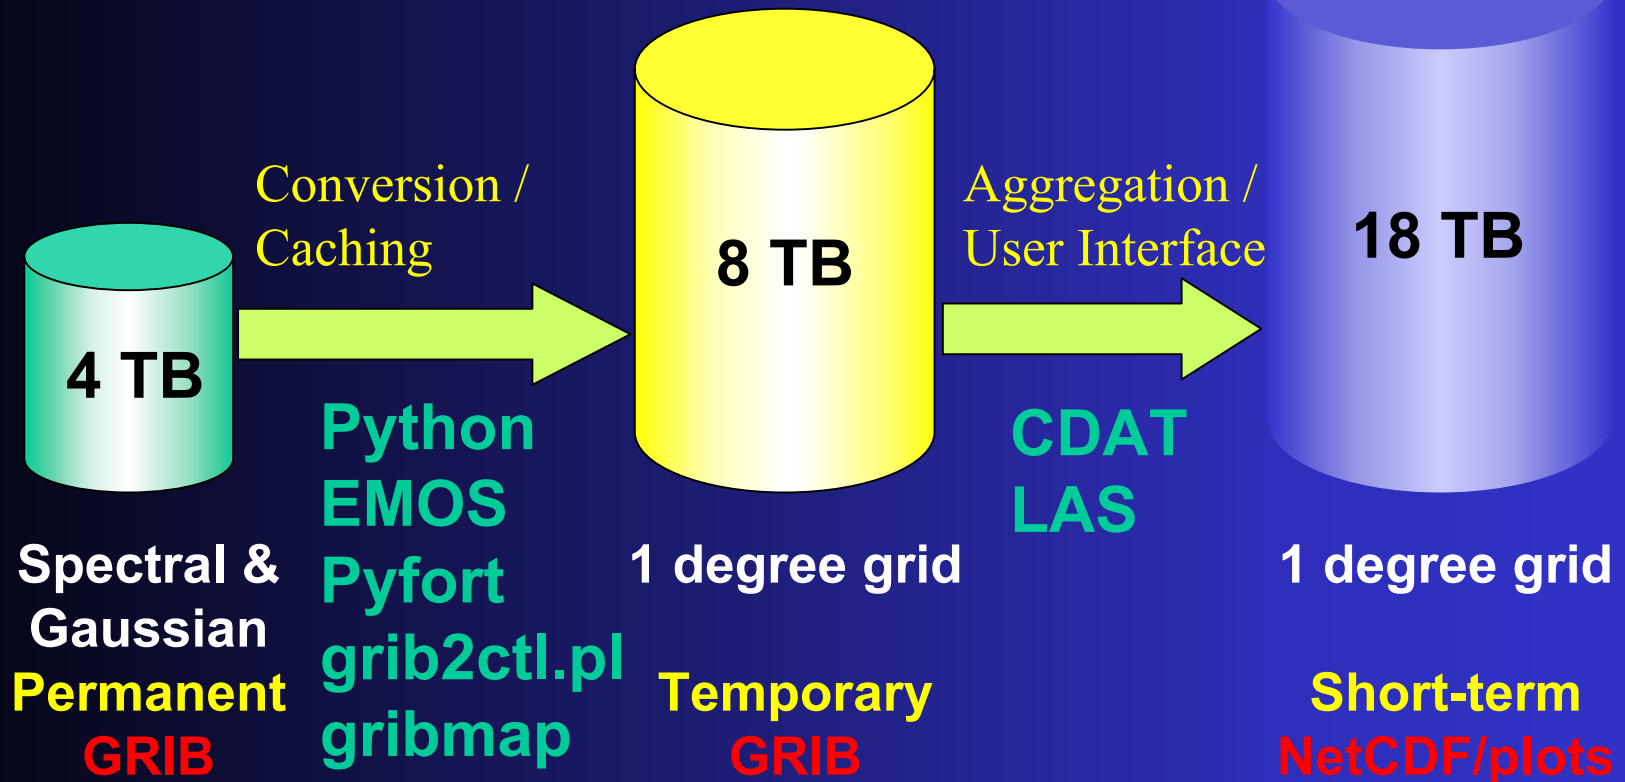 4 TB
Spectral &
Gaussian
Permanent
GRIB
Conversion /
Caching
Python
EMOS
Pyfort
grib2ctl.pl
gribmap
8 TB
1 degree grid
Temporary
GRIB
Aggregation /
User Interface
CDAT
LAS
18 TB
1 degree grid
Short-term
NetCDF/plots